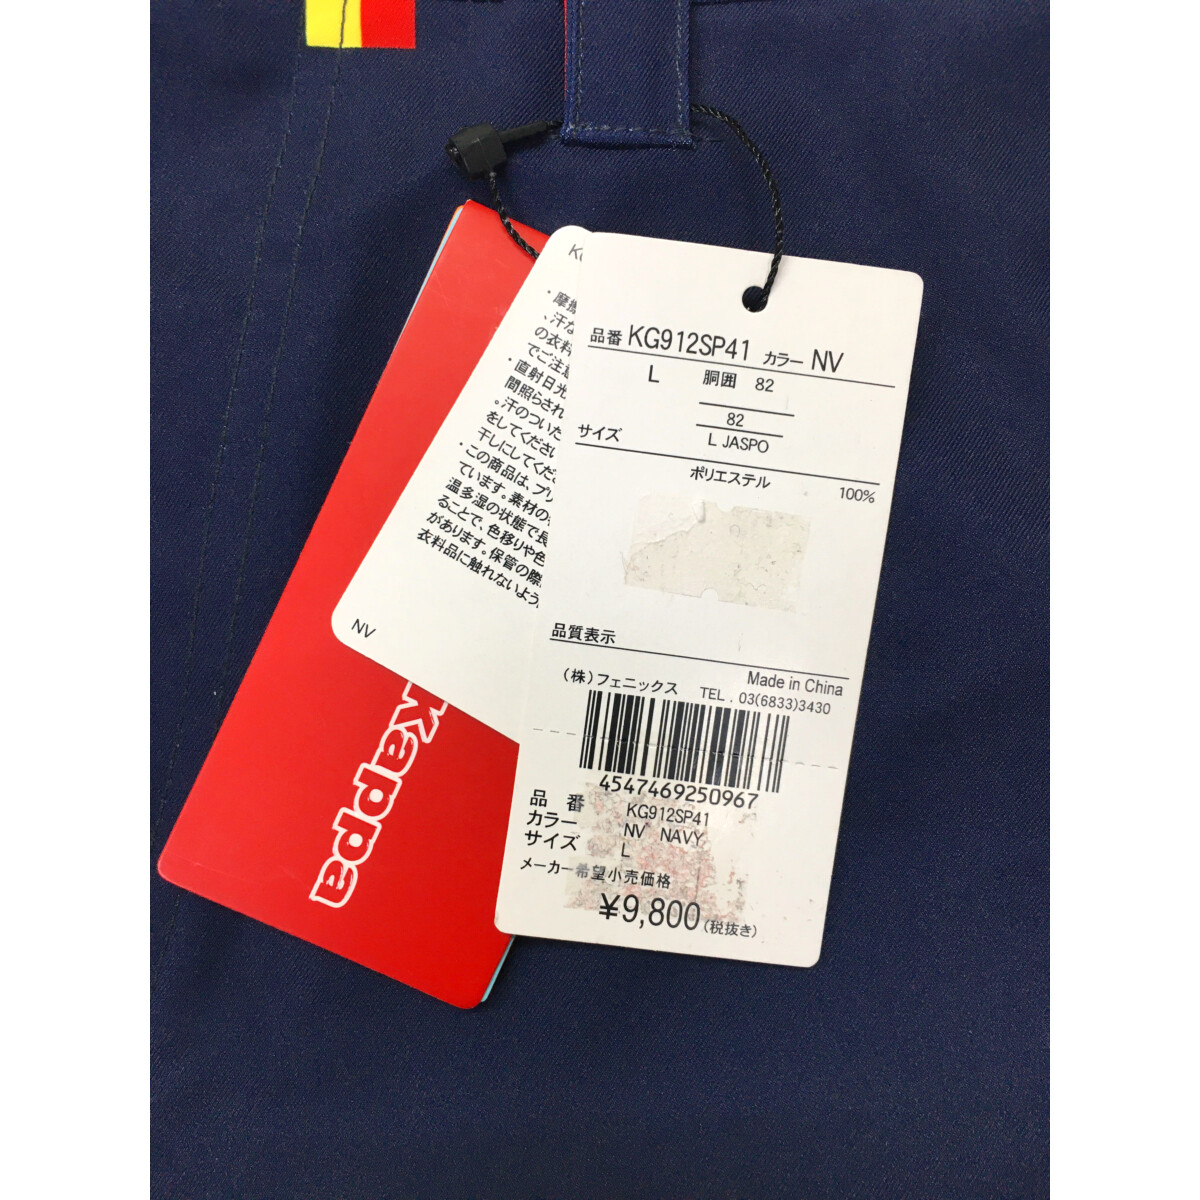 品番 KG912SP41 カラー NV
L 胴囲 82
82
サイズ L JASPO
ポリエステル 100%
品質表示
Made in China
(株)フェニックス TEL.03(6833)3430
4547469250967
品番 KG912SP41
カラー NV NAVY
サイズ L
メーカー希望小売価格
¥9,800(税抜き)
・摩擦
、汗な
の衣料
でご注意
・直射日光
間照らされ
。汗のついた
をしてくださ
干しにしてくだ
・この商品は、プリ
ています。素材の
温多湿の状態で長
ることで、色移りや色
があります。保管の際
衣料品に触れないよう
NV
Kappa